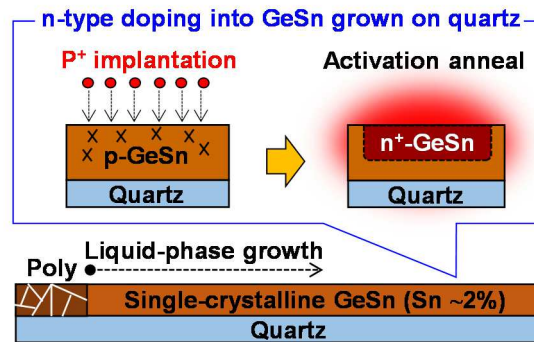 n-type doping into GeSn grown on quartz
P+ implantation
Activation anneal
p-GeSn
n+-GeSn
Quartz
Quartz
Liquid-phase growth
Poly
Single-crystalline GeSn (Sn ~2%)
Quartz